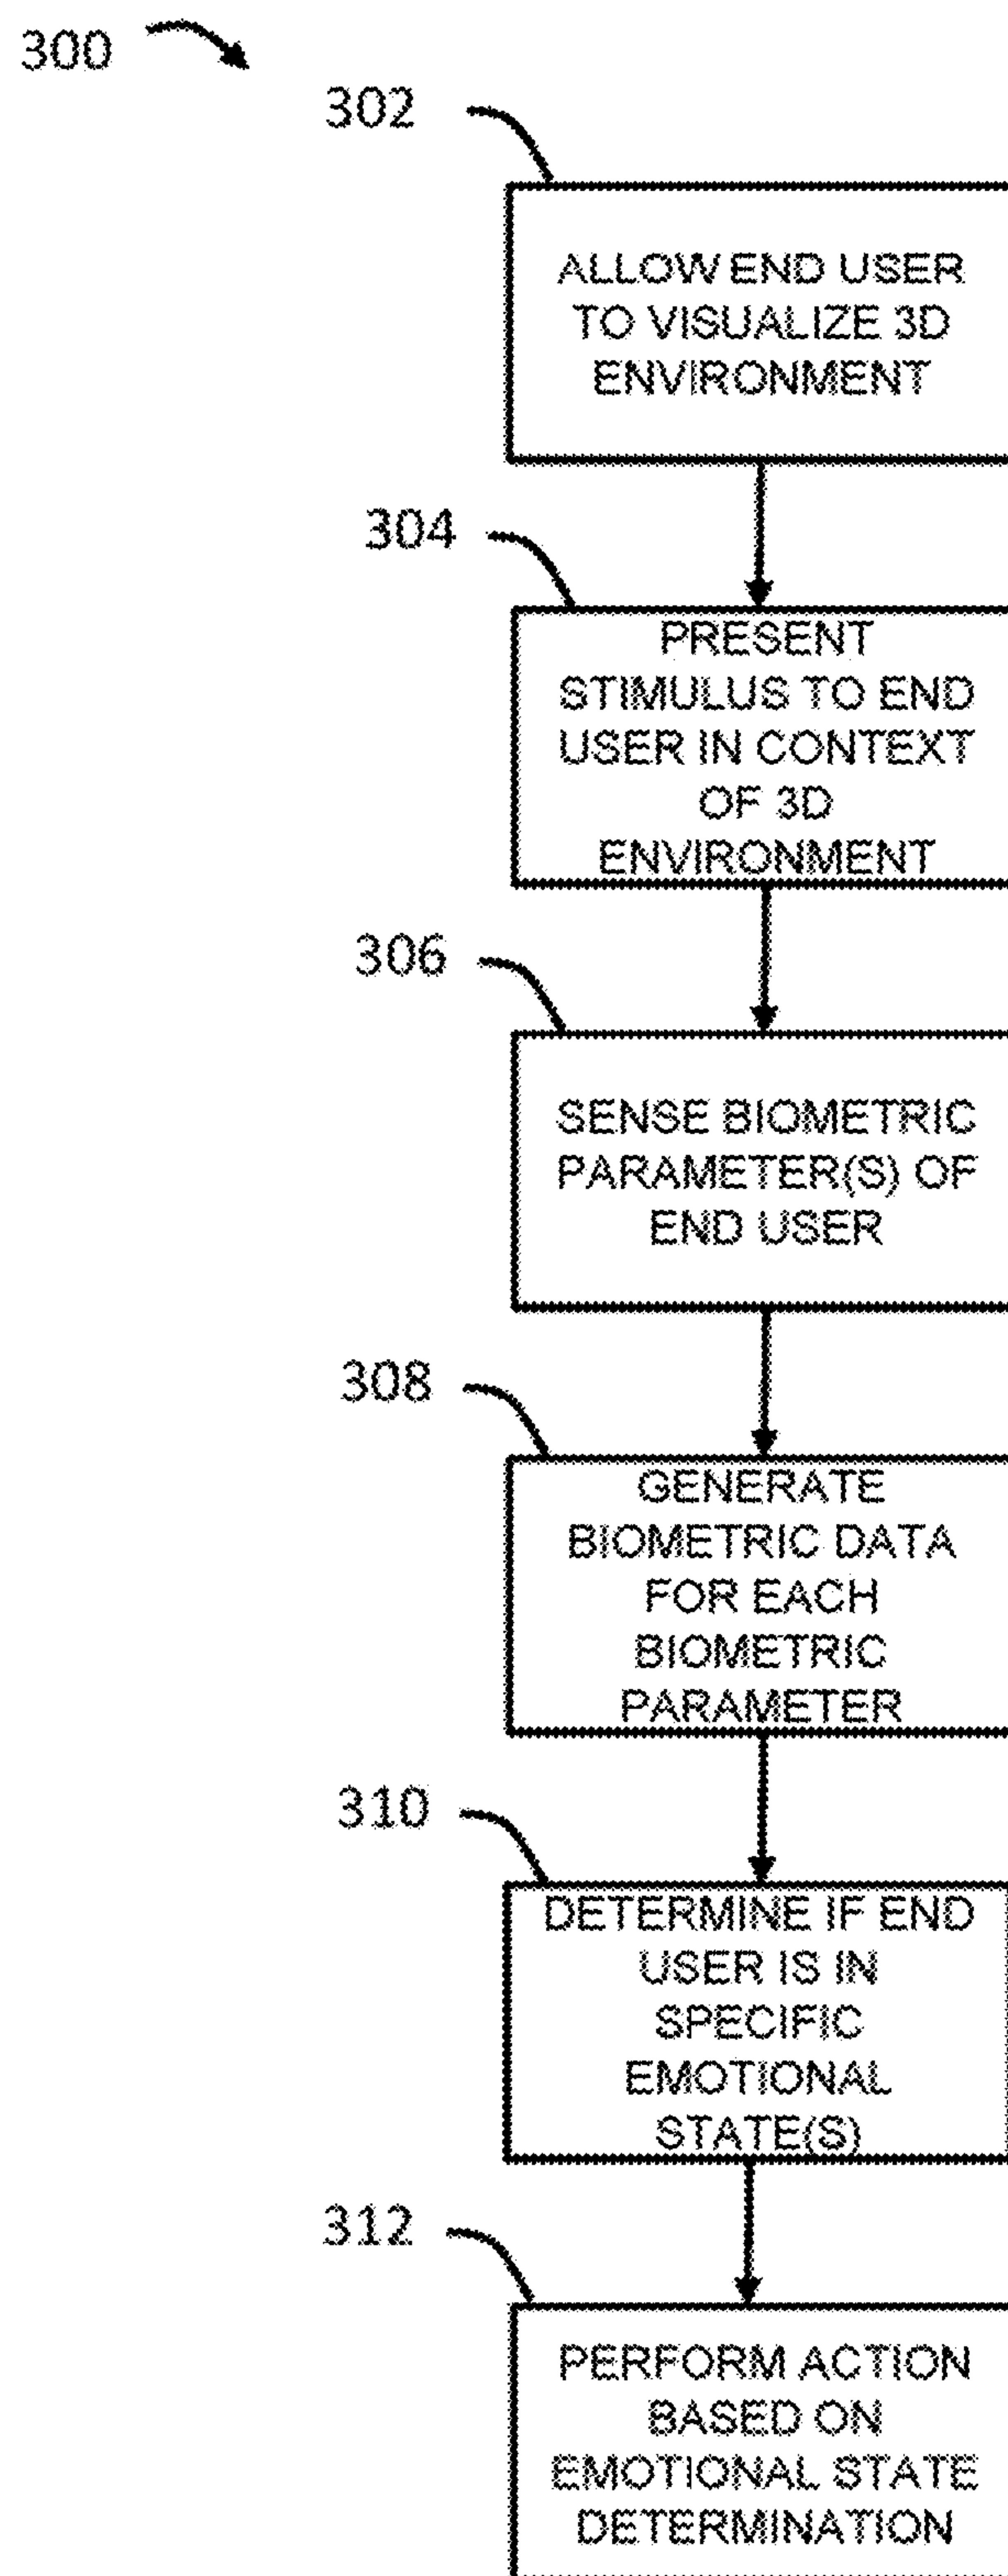 300
302
ALLOW END USER
TO VISUALIZE 3D
ENVIRONMENT
304
PRESENT
STIMULUS TO END
USER IN CONTEXT
OF 3D
ENVIRONMENT
306
SENSE BIOMETRIC
PARAMETER(S) OF
END USER
308
GENERATE
BIOMETRIC DATA
FOR EACH
BIOMETRIC
PARAMETER
310
DETERMINE IF END
USER IS IN
SPECIFIC
EMOTIONAL
STATE(S)
312
PERFORM ACTION
BASED ON
EMOTIONAL STATE
DETERMINATION